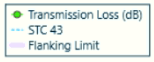 Transmission Loss (dB)
STC 43
Flanking Limit